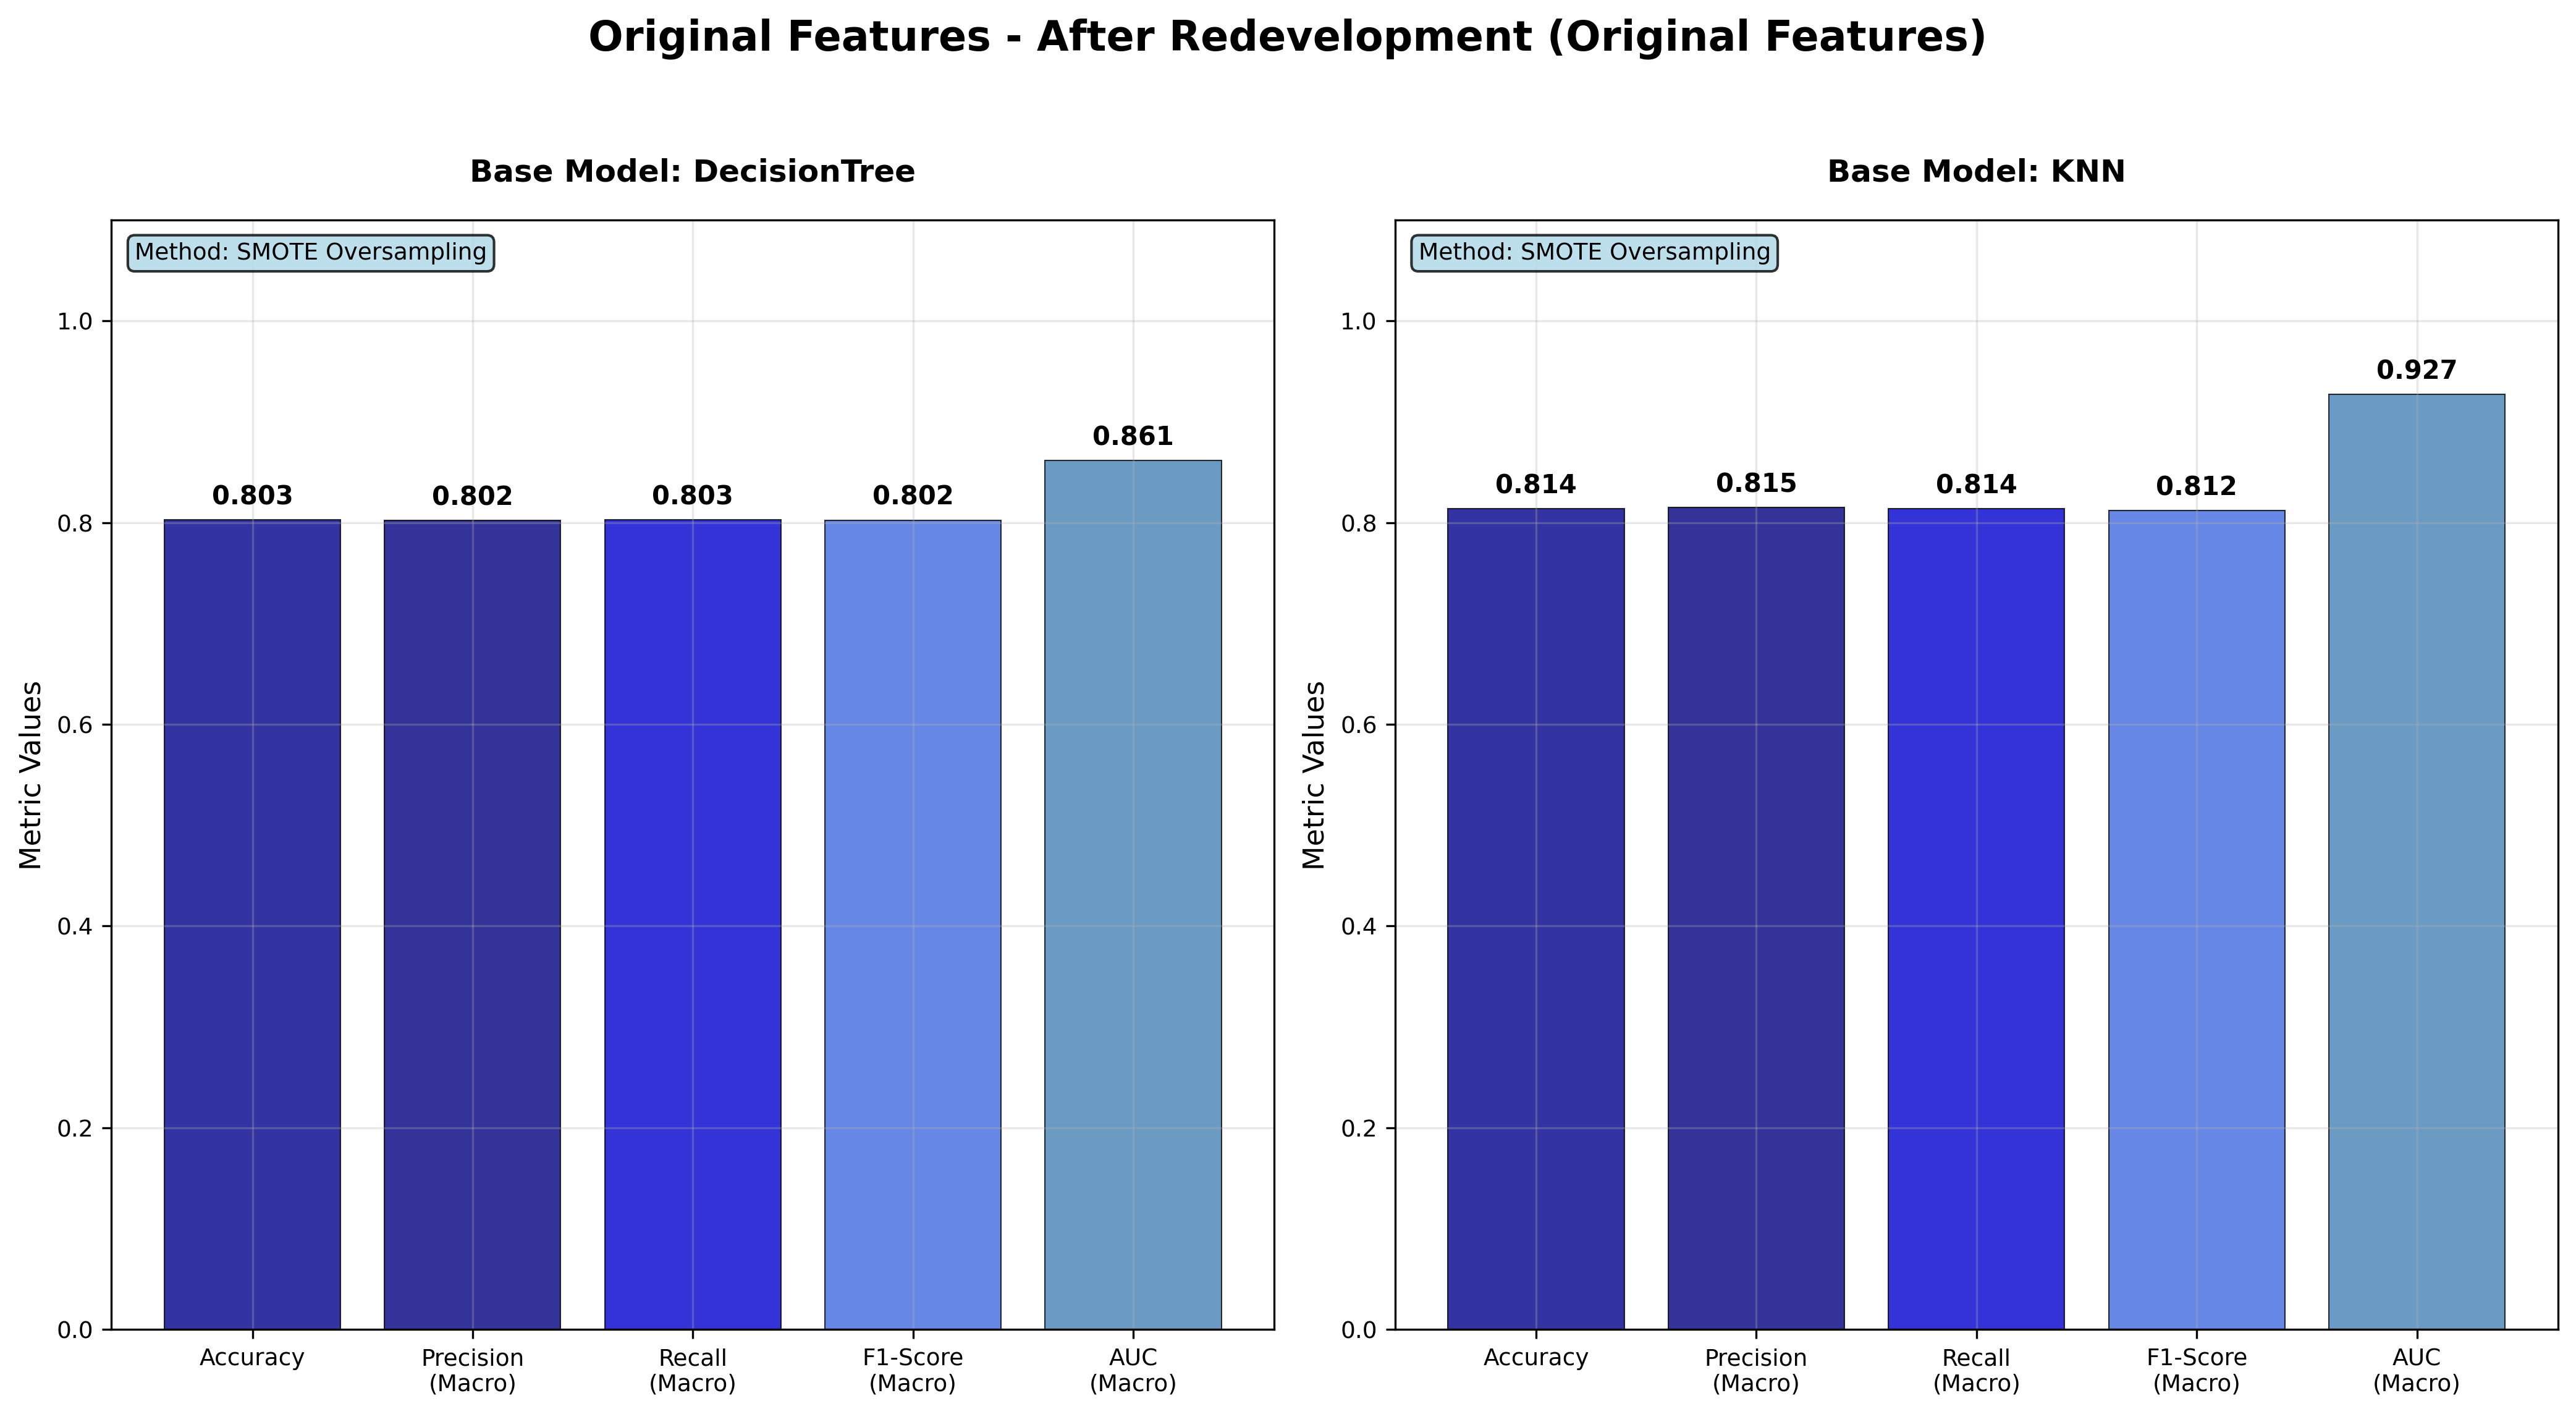 Original Features - After Redevelopment (Original Features)
Base Model: DecisionTree
Method: SMOTE Oversampling
Metric Values
1.0
0.8
0.6
0.4
0.2
0.0
0.803
0.802
0.803
0.802
0.861
Accuracy
Precision
(Macro)
Recall
(Macro)
F1-Score
(Macro)
AUC
(Macro)
Base Model: KNN
Method: SMOTE Oversampling
Metric Values
1.0
0.8
0.6
0.4
0.2
0.0
0.814
0.815
0.814
0.812
0.927
Accuracy
Precision
(Macro)
Recall
(Macro)
F1-Score
(Macro)
AUC
(Macro)